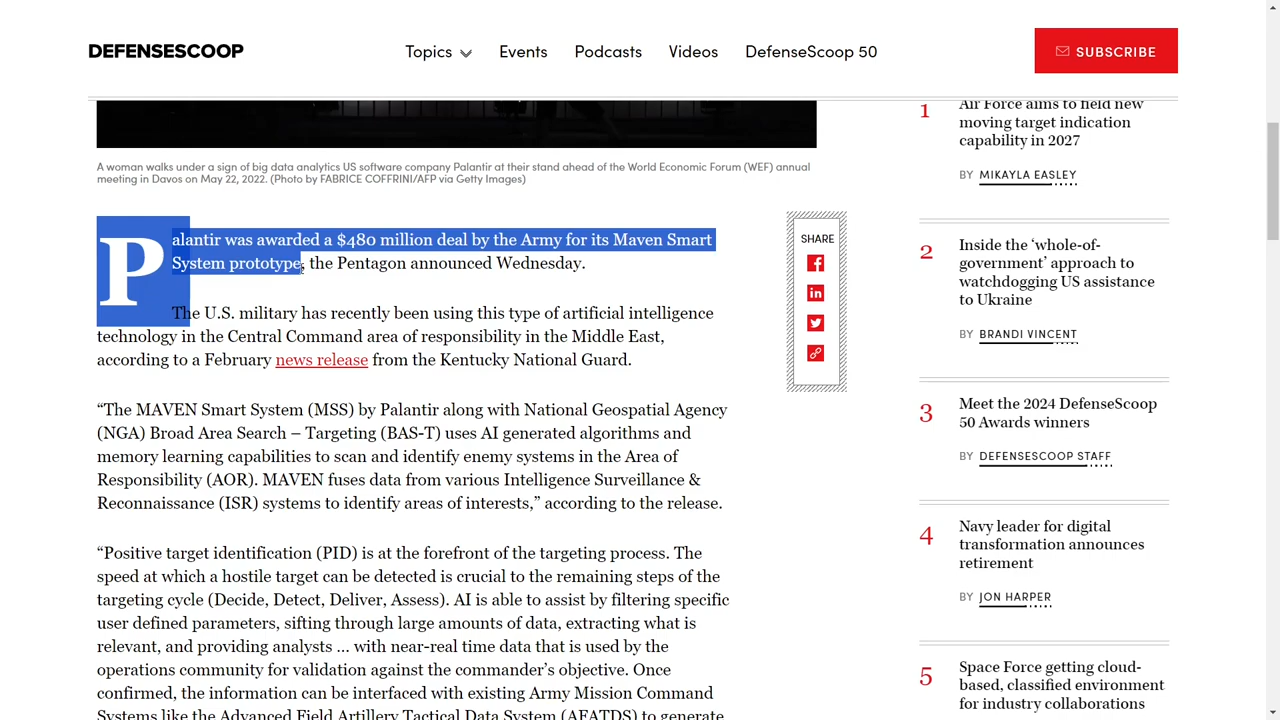 DEFENSESCOOP
Topics
Events
Podcasts
Videos
DefenseScoop 50
SUBSCRIBE
A woman walks under a sign of big data analytics US software company Palantir at their stand ahead of the World Economic Forum (WEF) annual
meeting in Davos on May 22, 2022. (Photo by FABRICE COFFRINI/AFP via Getty Images)
Palantir was awarded a $480 million deal by the Army for its Maven Smart
System prototype, the Pentagon announced Wednesday.
The U.S. military has recently been using this type of artificial intelligence
technology in the Central Command area of responsibility in the Middle East,
according to a February news release from the Kentucky National Guard.
“The MAVEN Smart System (MSS) by Palantir along with National Geospatial Agency
(NGA) Broad Area Search – Targeting (BAS-T) uses AI generated algorithms and
memory learning capabilities to scan and identify enemy systems in the Area of
Responsibility (AOR). MAVEN fuses data from various Intelligence Surveillance &
Reconnaissance (ISR) systems to identify areas of interests,” according to the release.
“Positive target identification (PID) is at the forefront of the targeting process. The
speed at which a hostile target can be detected is crucial to the remaining steps of the
targeting cycle (Decide, Detect, Deliver, Assess). AI is able to assist by filtering specific
user defined parameters, sifting through large amounts of data, extracting what is
relevant, and providing analysts … with near-real time data that is used by the
operations community for validation against the commander’s objective. Once
confirmed, the information can be interfaced with existing Army Mission Command
Systems like the Advanced Field Artillery Tactical Data System (AFATDS) to generate
SHARE
1
Air Force aims to field new
moving target indication
capability in 2027
BY MIKAYLA EASLEY
2
Inside the ‘whole-of-
government’ approach to
watchdogging US assistance
to Ukraine
BY BRANDI VINCENT
3
Meet the 2024 DefenseScoop
50 Awards winners
BY DEFENSESCOOP STAFF
4
Navy leader for digital
transformation announces
retirement
BY JON HARPER
5
Space Force getting cloud-
based, classified environment
for industry collaborations